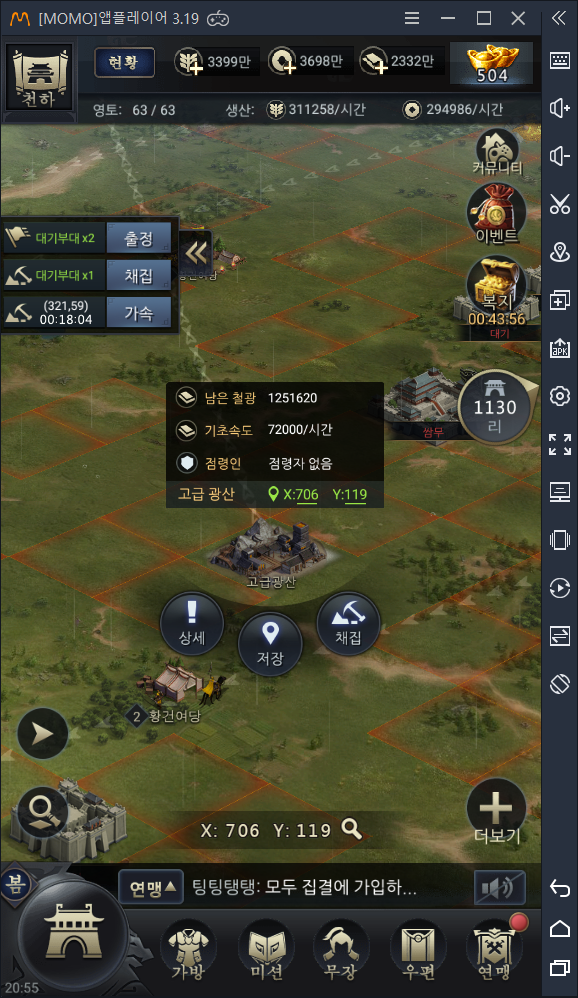 [MOMO]앱플레이어 3.19
천하
현황
3399만
3698만
2332만
504
영토: 63 / 63
생산:
311258/시간
294986/시간
커뮤니티
대기부대 x2
출정
이벤트
대기부대 x1
채집
(321,59)
00:18:04
가속
복지
00:43:56
대기
남은 철광 1251620
기초속도 72000/시간
점령인 점령자 없음
고급 광산 X:706 Y:119
1130
리
쌈무
고급광산
상세
저장
채집
2 황건여당
X: 706 Y: 119
더보기
봄
연맹
팅팅탱탱: 모두 집결에 가입하...
가방
미션
무장
우편
연맹
20:55
APK